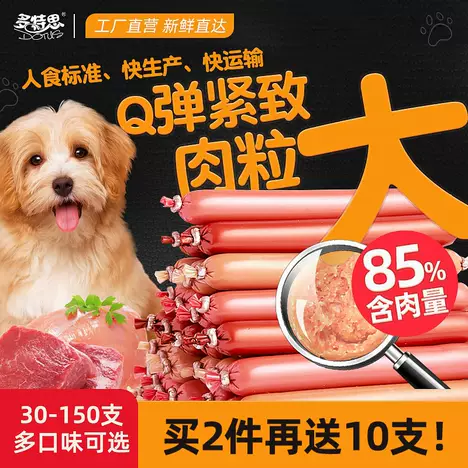 多特思®
DOTUS
工厂直营 新鲜直达
人食标准、快生产、快运输
Q弹紧致
肉粒大
85%
含肉量
30-150支
多口味可选
买2件再送10支！